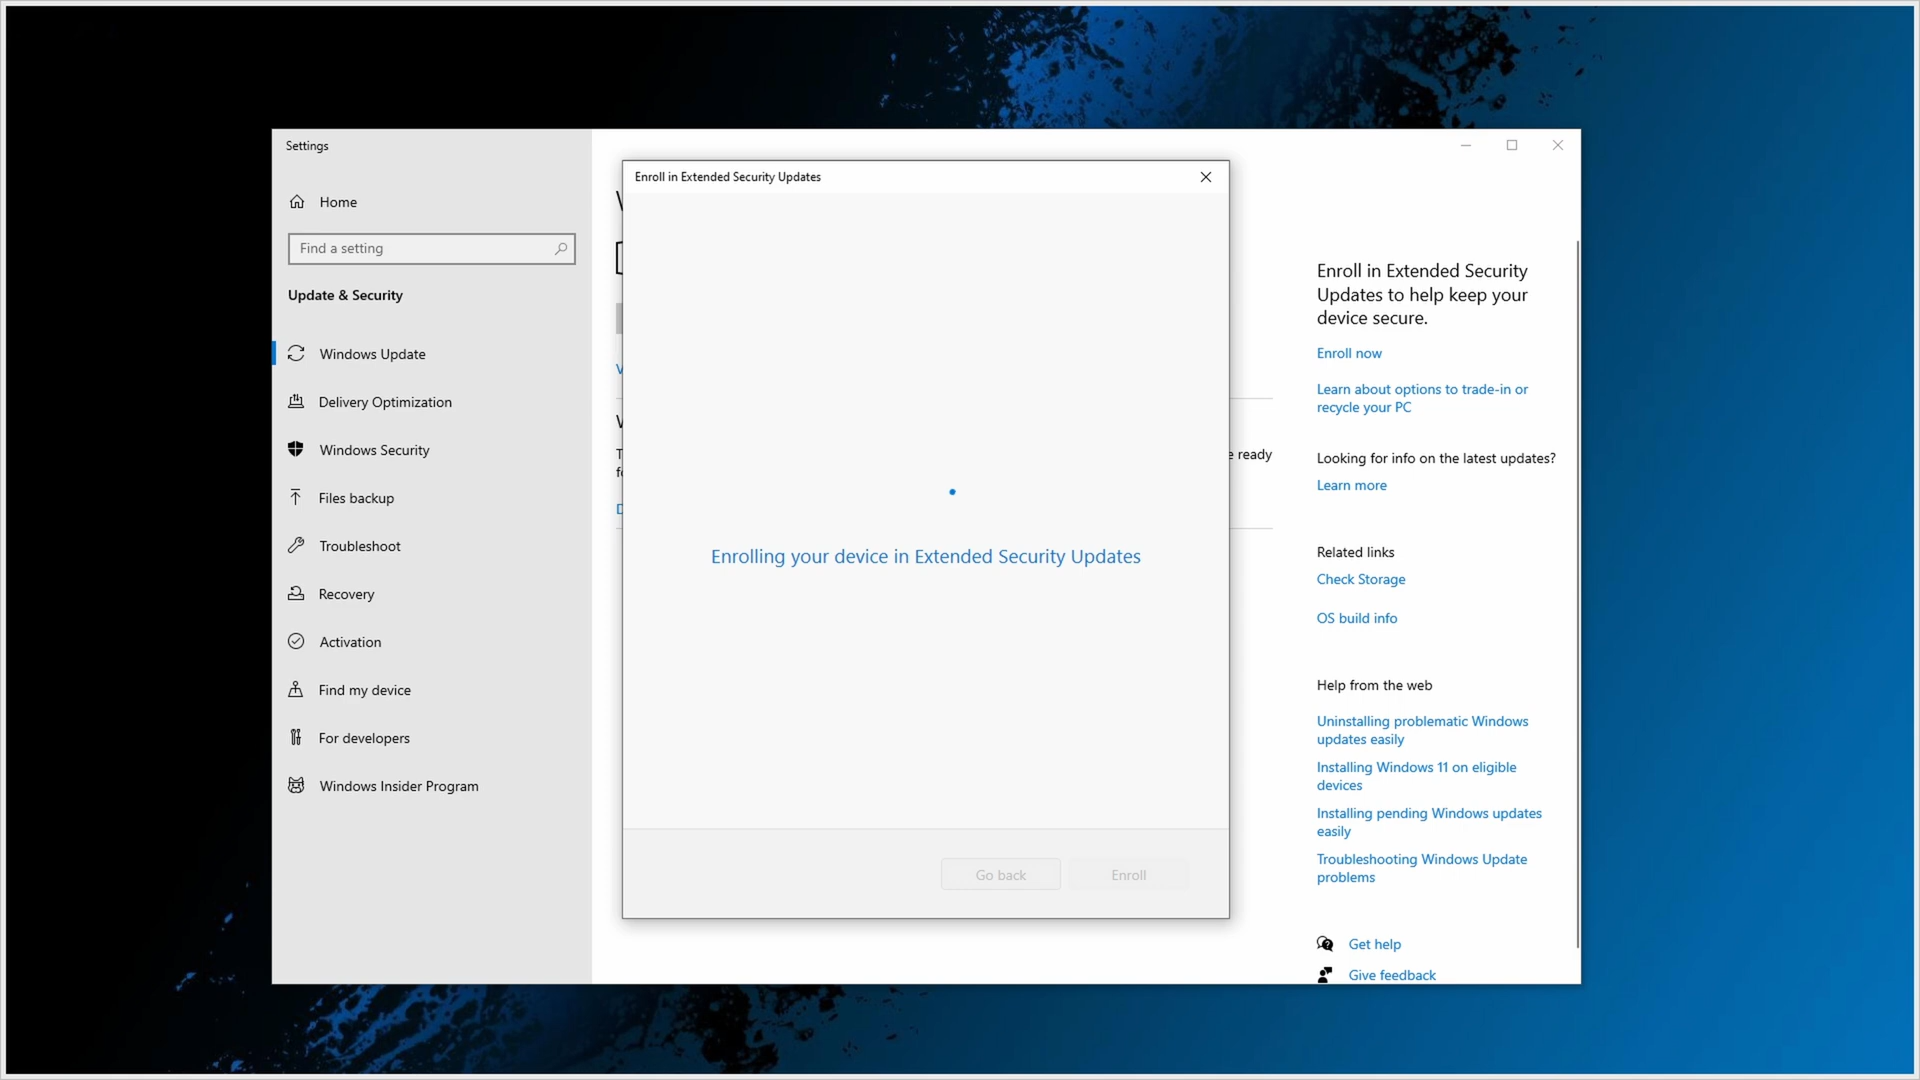 Settings
Home
Find a setting
Update & Security
Windows Update
Delivery Optimization
Windows Security
Files backup
Troubleshoot
Recovery
Activation
Find my device
For developers
Windows Insider Program
Enroll in Extended Security Updates
Enrolling your device in Extended Security Updates
Go back
Enroll
ready
Enroll in Extended Security
Updates to help keep your
device secure.
Enroll now
Learn about options to trade-in or
recycle your PC
Looking for info on the latest updates?
Learn more
Related links
Check Storage
OS build info
Help from the web
Uninstalling problematic Windows
updates easily
Installing Windows 11 on eligible
devices
Installing pending Windows updates
easily
Troubleshooting Windows Update
problems
Get help
Give feedback